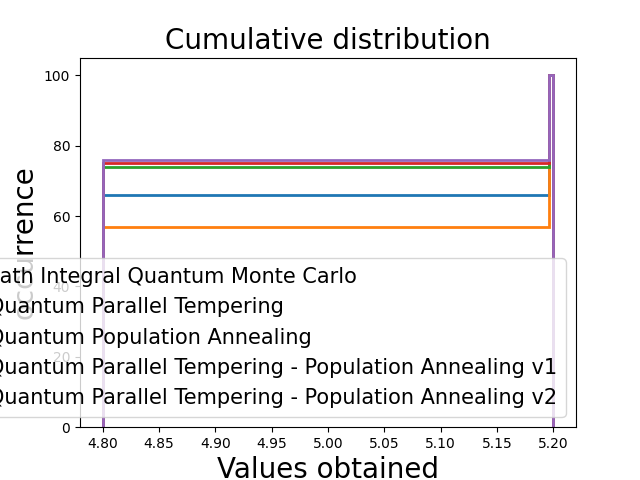 Cumulative distribution
100
80
60
40
20
0
Integral Quantum Monte Carlo
Quantum Parallel Tempering
Quantum Population Annealing
Quantum Parallel Tempering - Population Annealing v1
Quantum Parallel Tempering - Population Annealing v2
4.80 4.85 4.90 4.95 5.00 5.05 5.10 5.15 5.20
Values obtained